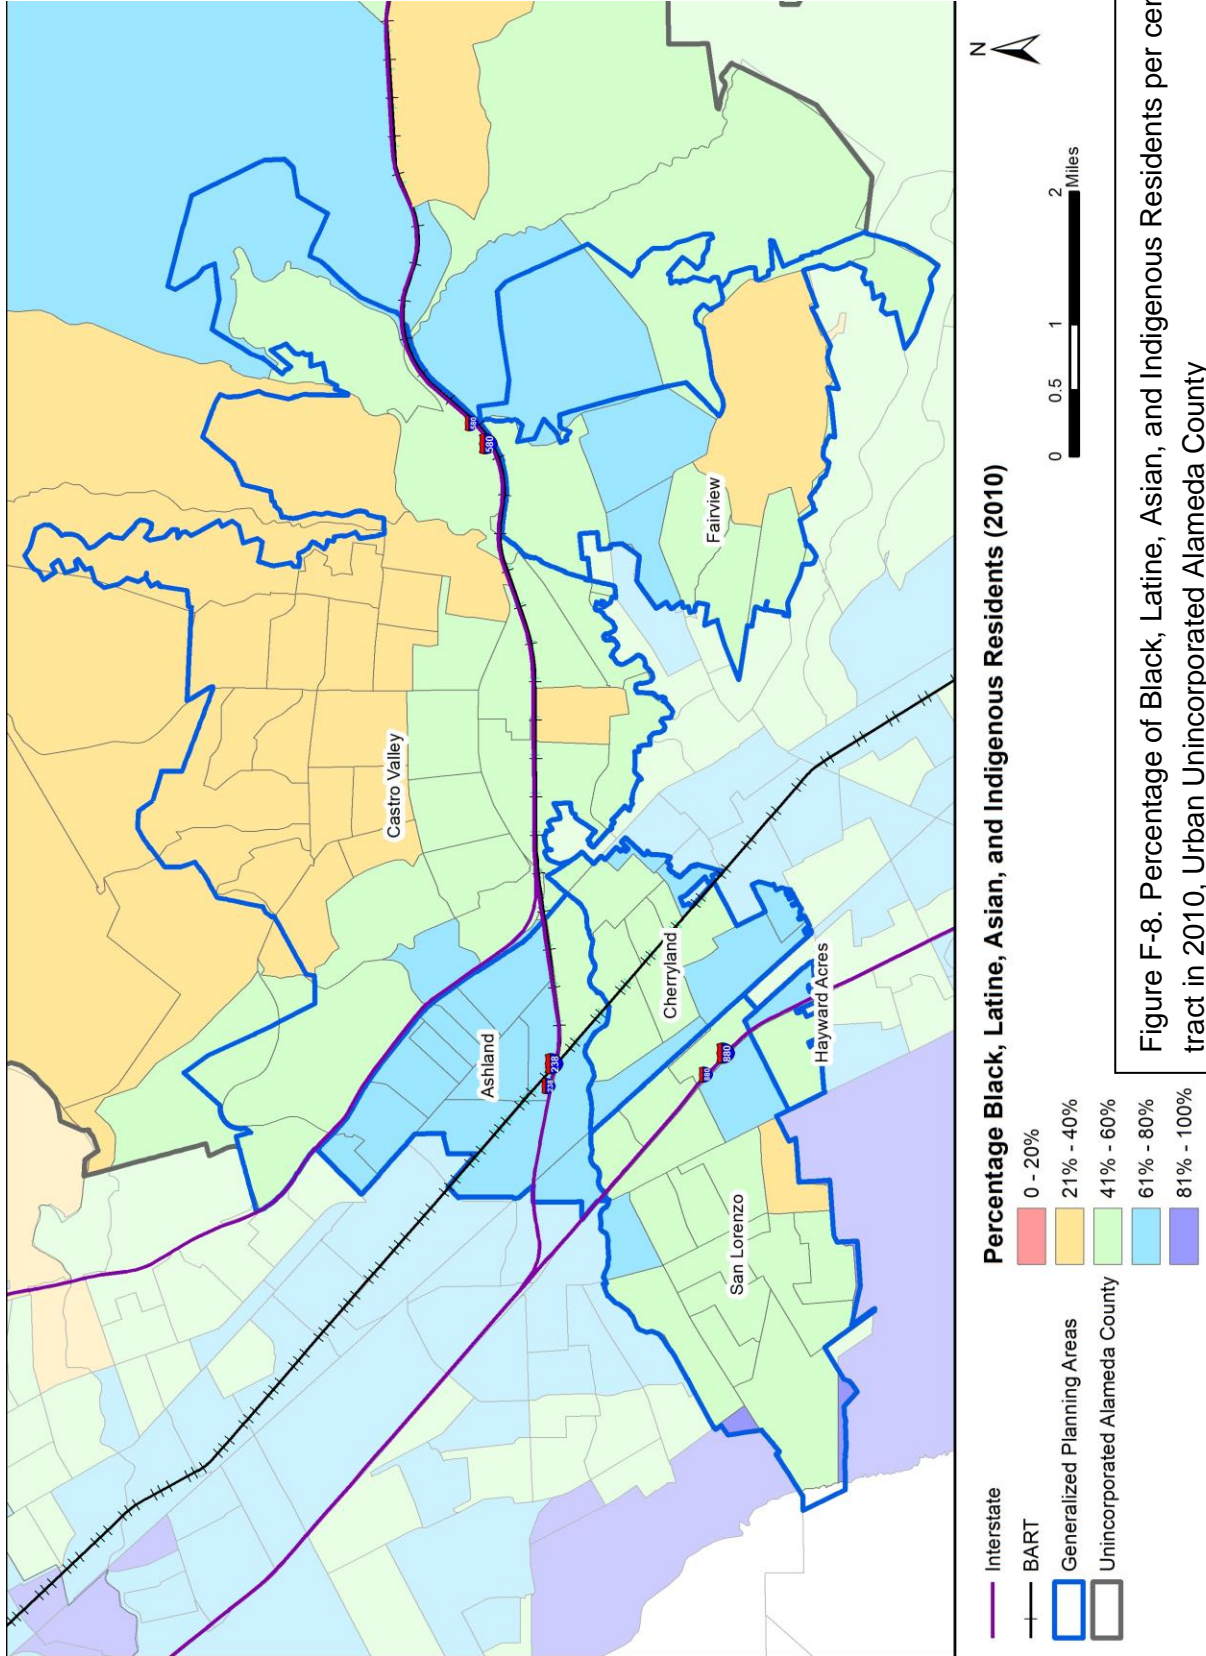 Castro Valley
Ashland
Cherryland
Fairview
San Lorenzo
Hayward Acres
580
580
238
238
880
880
N
Interstate
BART
Generalized Planning Areas
Unincorporated Alameda County
Percentage Black, Latine, Asian, and Indigenous Residents (2010)
0 - 20%
21% - 40%
41% - 60%
61% - 80%
81% - 100%
0 0.5 1 2
Miles
Figure F-8. Percentage of Black, Latine, Asian, and Indigenous Residents per
tract in 2010, Urban Unincorporated Alameda County